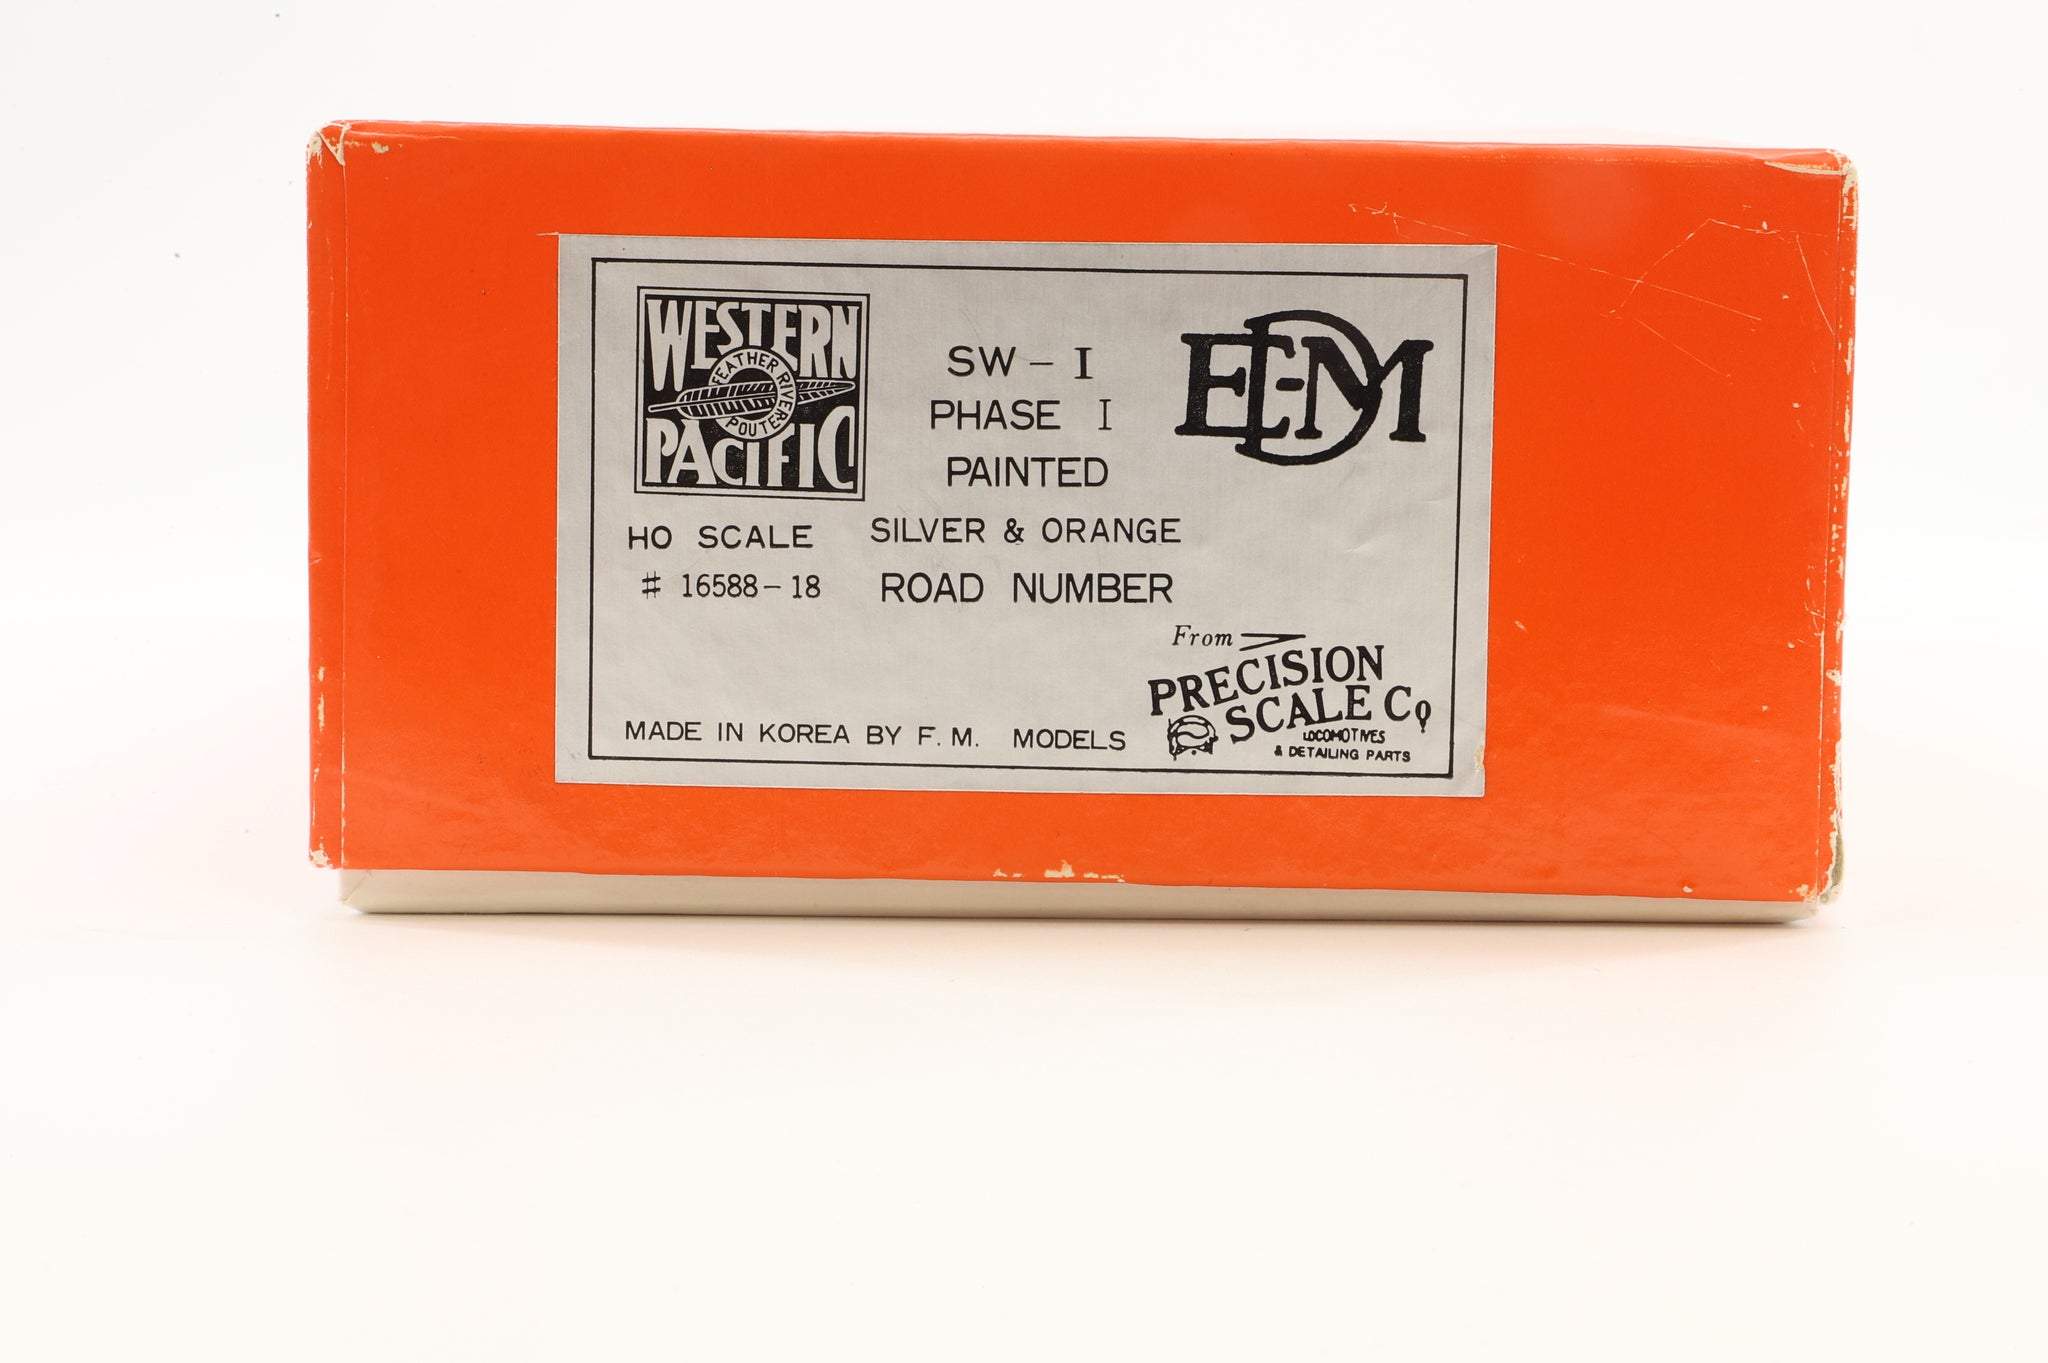 WESTERN
FEATHER RIVER
ROUTE
PACIFIC
SW-I
PHASE I
PAINTED
EMD
HO SCALE
SILVER & ORANGE
# 16588-18
ROAD NUMBER
From
PRECISION
SCALE Co
LOCOMOTIVES
& DETAILING PARTS
MADE IN KOREA BY F. M. MODELS